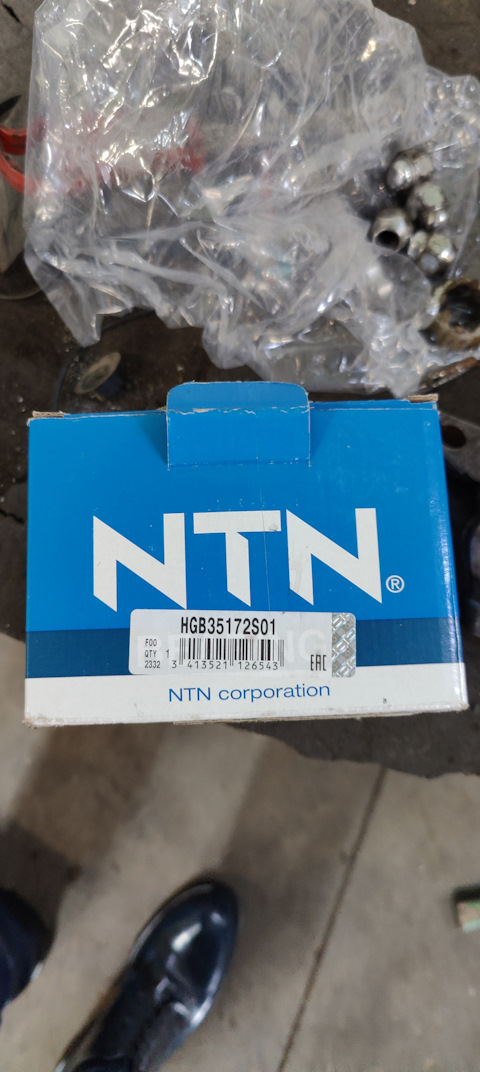 NTN®
HGB35172S01
F00
QTY 1
2332
3 413521 126543
EAC
NTN corporation